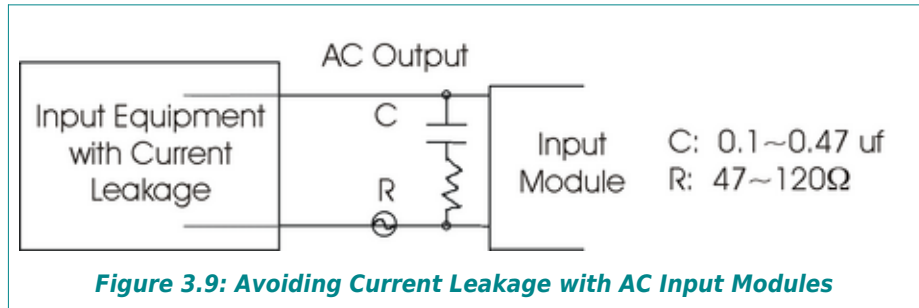 AC Output
Input Equipment
with Current
Leakage
C
R
Input
Module
C: 0.1~0.47 uf
R: 47~120Ω
Figure 3.9: Avoiding Current Leakage with AC Input Modules